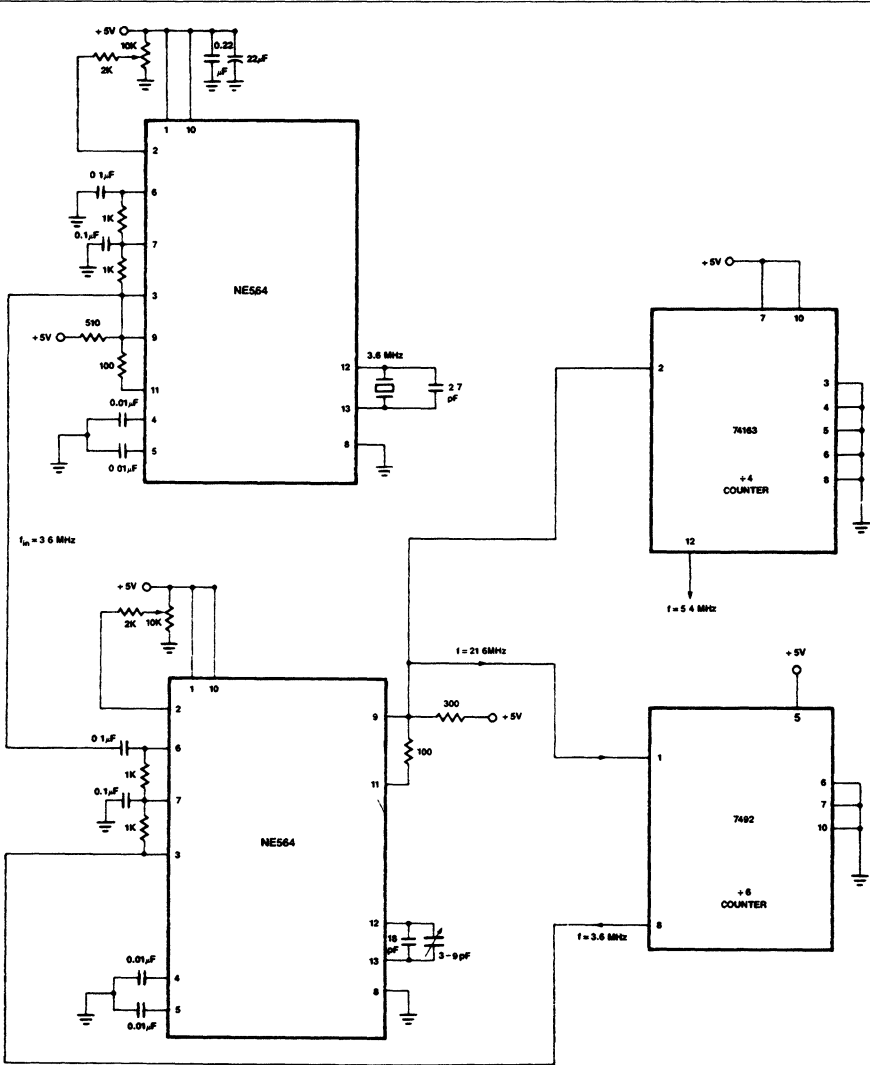 +5V
10K
2K
0.22
μF
22μF
1 10
2
0 1μF
6
1K
0.1μF
7
1K
3
NE564
510
+5V
9
100
11
0.01μF
4
5
0 01μF
12
3.6 MHz
2 7
pF
13
8
+5V
7 10
2
3
4
5
6
8
74163
÷4
COUNTER
12
f = 5 4 MHz
fin = 3 6 MHz
+5V
2K
10K
1 10
2
0 1μF
6
1K
0.1μF
7
1K
3
NE564
9
300
+5V
100
11
f = 21 6MHz
12
18
pF
3-9pF
13
8
0.01μF
4
5
0.01μF
+5V
5
1
6
7
10
7492
÷6
COUNTER
8
f = 3.6 MHz